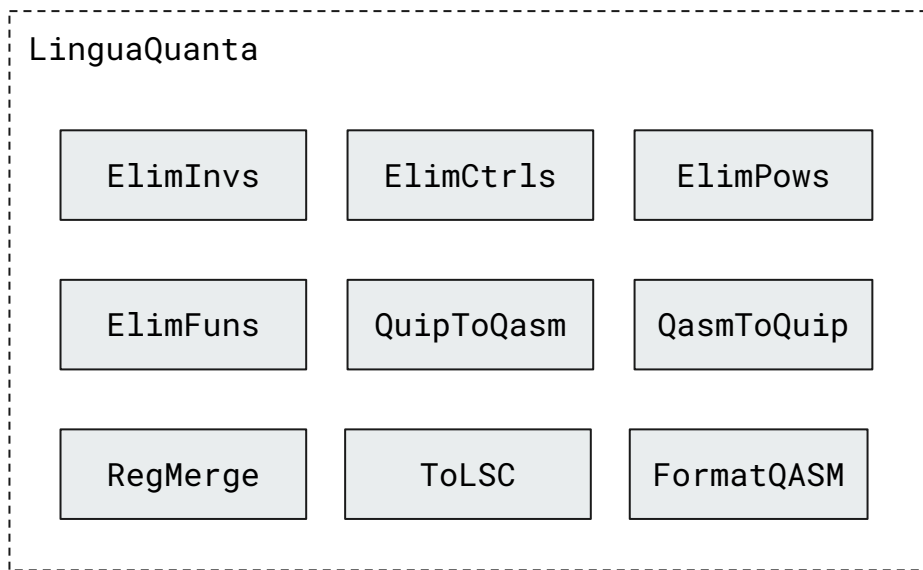 LinguaQuanta
ElimInvs ElimCtrls ElimPows
ElimFuns QuipToQasm QasmToQuip
RegMerge ToLSC FormatQASM